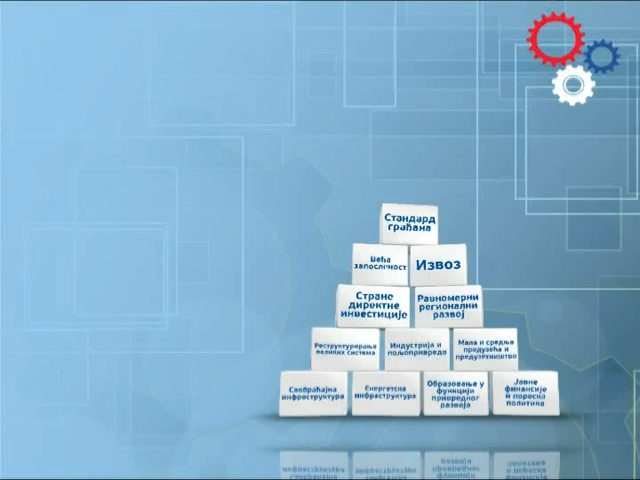 Стандард
грађана
Већа
запосленост
Извоз
Стране
директне
инвестиције
Равномерни
регионални
развој
Реструктурирање
великих система
Индустрија и
пољопривреда
Мала и средња
предузећа и
предузетништво
Саобраћајна
инфраструктура
Енергетска
инфраструктура
Образовање у
функцији
привредног
развоја
Јавне
финансије
и пореска
политика